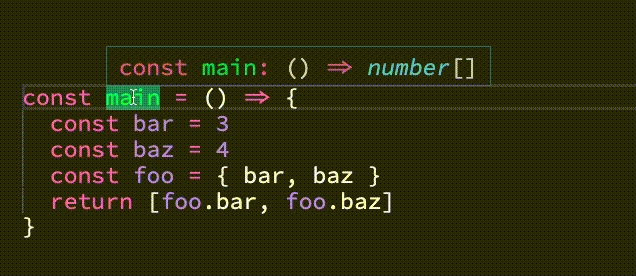 const main: () => number[]
const main = () => {
  const bar = 3
  const baz = 4
  const foo = { bar, baz }
  return [foo.bar, foo.baz]
}